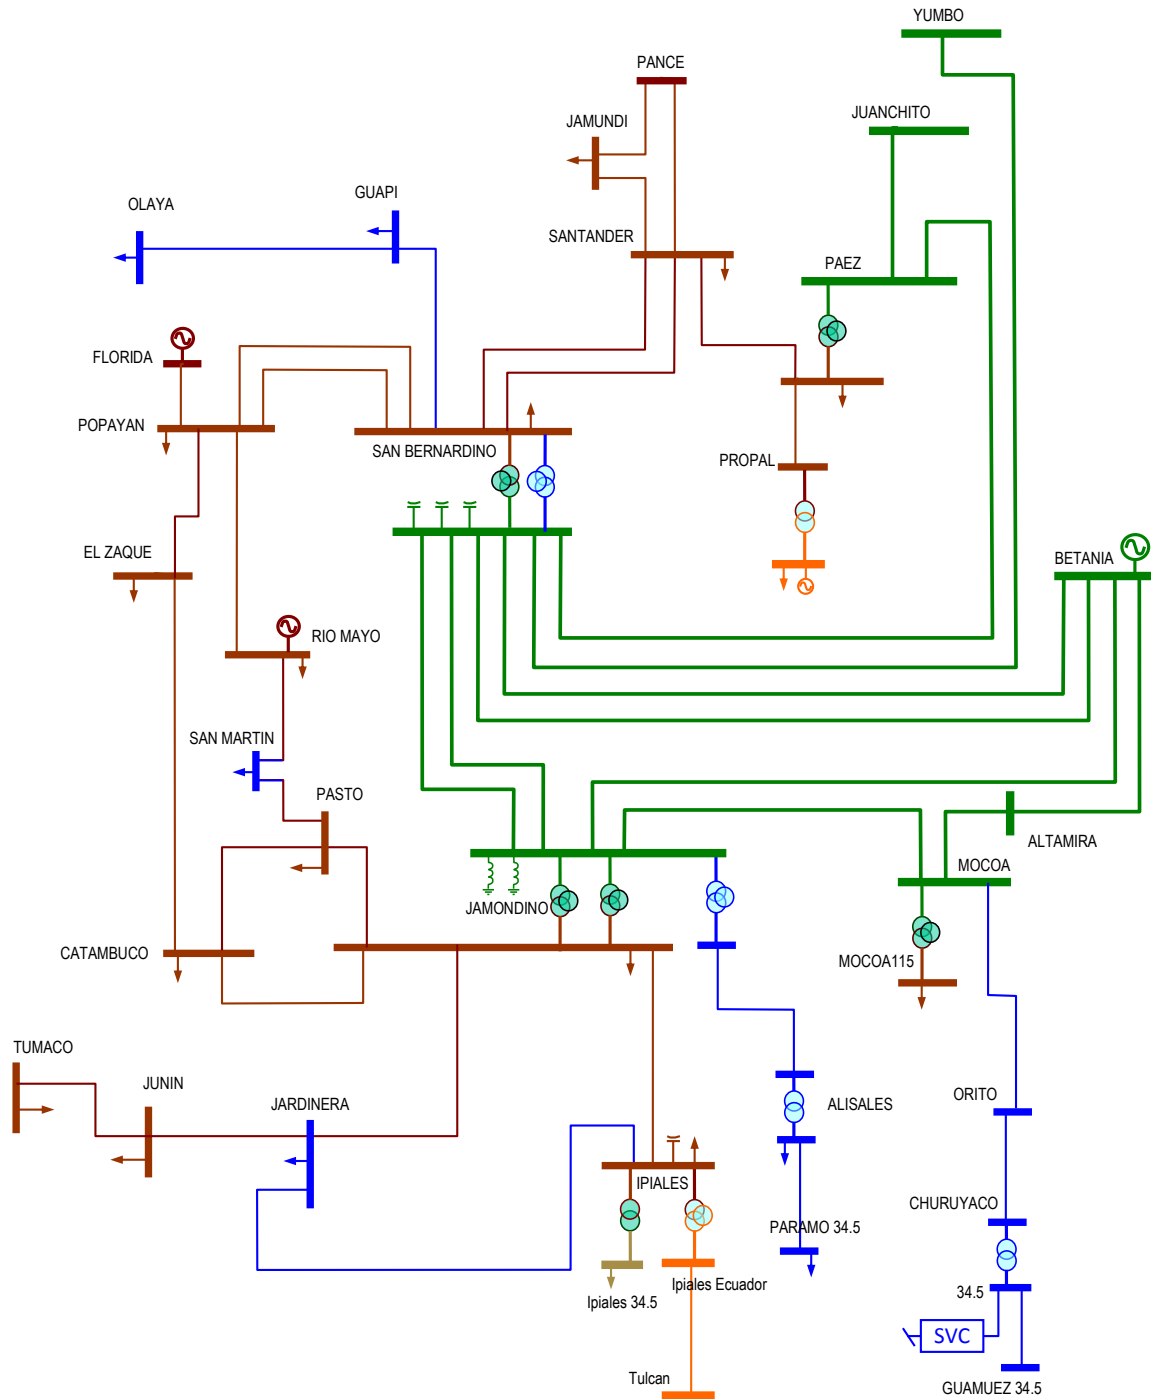 YUMBO
PANCE
JUANCHITO
JAMUNDI
GUAPI
OLAYA
SANTANDER
PAEZ
FLORIDA
POPAYAN
SAN BERNARDINO
PROPAL
EL ZAQUE
BETANIA
RIO MAYO
SAN MARTIN
PASTO
ALTAMIRA
MOCOA
JAMONDINO
CATAMBUCO
MOCOA115
TUMACO
JUNIN
JARDINERA
ALISALES
ORITO
IPIALES
CHURUYACO
PARAMO 34.5
Ipiales Ecuador
34.5
Ipiales 34.5
SVC
Tulcan
GUAMUEZ 34.5